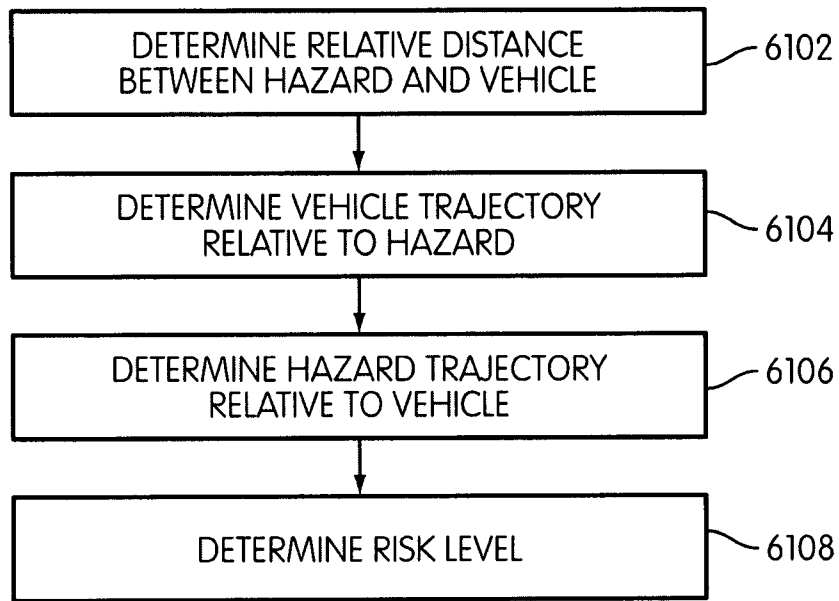 DETERMINE RELATIVE DISTANCE
BETWEEN HAZARD AND VEHICLE
6102
DETERMINE VEHICLE TRAJECTORY
RELATIVE TO HAZARD
6104
DETERMINE HAZARD TRAJECTORY
RELATIVE TO VEHICLE
6106
DETERMINE RISK LEVEL
6108